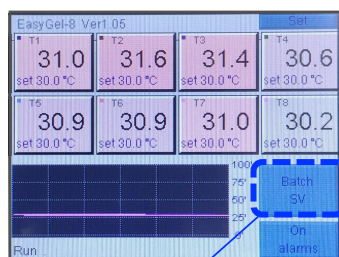 EasyGel-8 Ver1.05 Set
T1 T2 T3 T4
31.0 31.6 31.4 30.6
set 30.0 °C set 30.0 °C set 30.0 °C set 30.0 °C
T5 T6 T7 T8
30.9 30.9 31.0 30.2
set 30.0 °C set 30.0 °C set 30.0 °C set 30.0 °C
100°
75°
50°
25°
0°
Batch
SV
On
alarms
Run